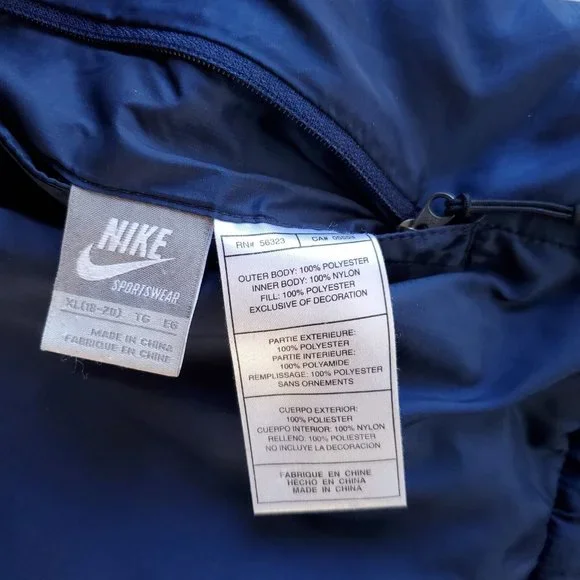 NIKE
SPORTSWEAR
XL(18-20) TG EG
MADE IN CHINA
FABRIQUE EN CHINE
RN# 56323 CA# 05553
OUTER BODY: 100% POLYESTER
INNER BODY: 100% NYLON
FILL: 100% POLYESTER
EXCLUSIVE OF DECORATION
PARTIE EXTERIEURE:
100% POLYESTER
PARTIE INTERIEURE:
100% POLYAMIDE
REMPLISSAGE: 100% POLYESTER
SANS ORNEMENTS
CUERPO EXTERIOR:
100% POLIESTER
CUERPO INTERIOR: 100% NYLON
RELLENO: 100% POLIESTER
NO INCLUYE LA DECORACION
FABRIQUE EN CHINE
HECHO EN CHINA
MADE IN CHINA